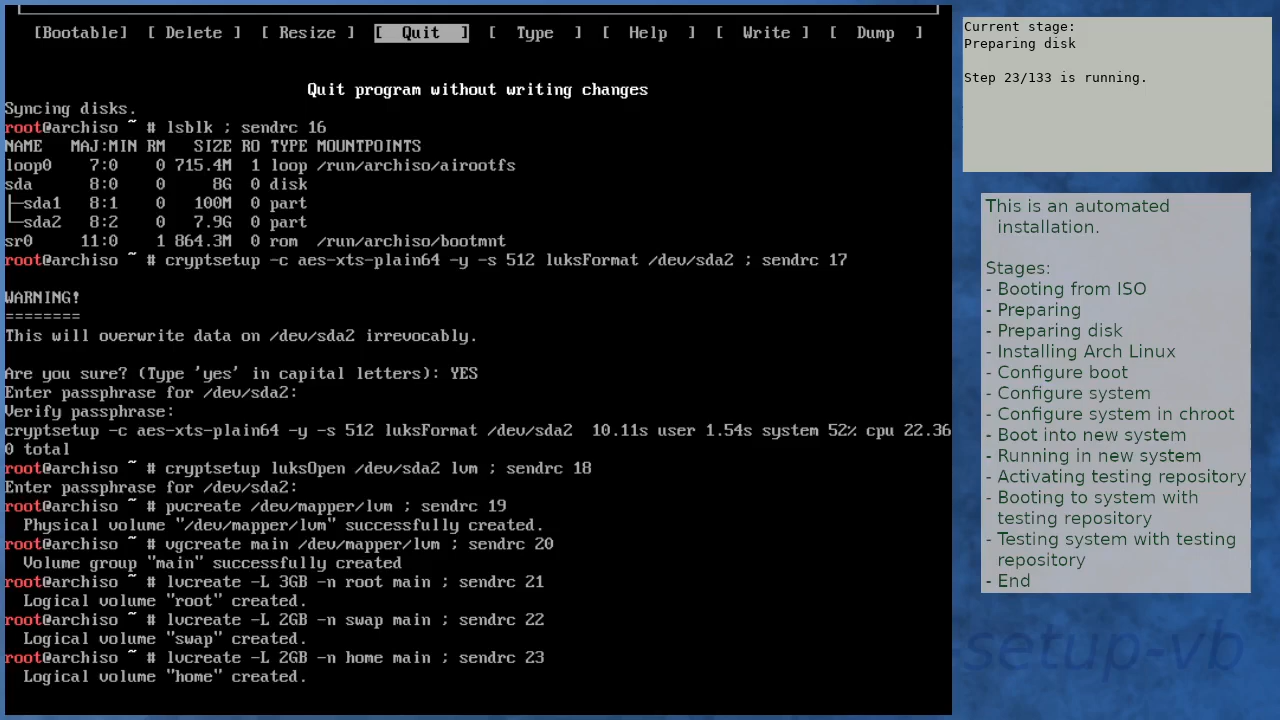 [Bootable] [ Delete ] [ Resize ] [ Quit ] [ Type ] [ Help ] [ Write ] [ Dump ]
Quit program without writing changes
Syncing disks.
root@archiso ~ # lsblk ; sendrc 16
NAME   MAJ:MIN RM   SIZE RO TYPE MOUNTPOINTS
loop0    7:0    0 715.4M  1 loop /run/archiso/airootfs
sda      8:0    0     8G  0 disk
├─sda1   8:1    0   100M  0 part
└─sda2   8:2    0   7.9G  0 part
sr0     11:0    1 864.3M  0 rom  /run/archiso/bootmnt
root@archiso ~ # cryptsetup -c aes-xts-plain64 -y -s 512 luksFormat /dev/sda2 ; sendrc 17
WARNING!
========
This will overwrite data on /dev/sda2 irrevocably.
Are you sure? (Type 'yes' in capital letters): YES
Enter passphrase for /dev/sda2:
Verify passphrase:
cryptsetup -c aes-xts-plain64 -y -s 512 luksFormat /dev/sda2  10.11s user 1.54s system 52% cpu 22.36
0 total
root@archiso ~ # cryptsetup luksOpen /dev/sda2 lvm ; sendrc 18
Enter passphrase for /dev/sda2:
root@archiso ~ # pvcreate /dev/mapper/lvm ; sendrc 19
  Physical volume "/dev/mapper/lvm" successfully created.
root@archiso ~ # vgcreate main /dev/mapper/lvm ; sendrc 20
  Volume group "main" successfully created
root@archiso ~ # lvcreate -L 3GB -n root main ; sendrc 21
  Logical volume "root" created.
root@archiso ~ # lvcreate -L 2GB -n swap main ; sendrc 22
  Logical volume "swap" created.
root@archiso ~ # lvcreate -L 2GB -n home main ; sendrc 23
  Logical volume "home" created.
Current stage:
Preparing disk
Step 23/133 is running.
This is an automated
installation.
Stages:
- Booting from ISO
- Preparing
- Preparing disk
- Installing Arch Linux
- Configure boot
- Configure system
- Configure system in chroot
- Boot into new system
- Running in new system
- Activating testing repository
- Booting to system with
testing repository
- Testing system with testing
repository
- End
setup-vb